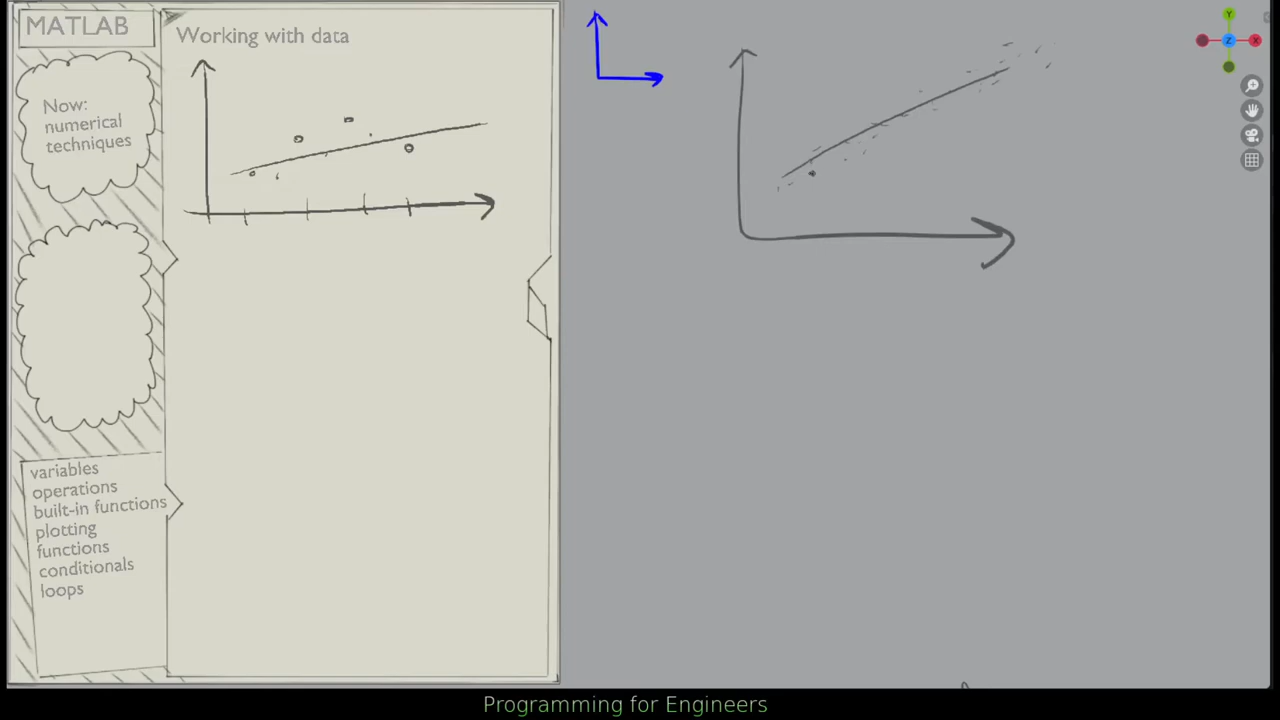 MATLAB
Now:
numerical
techniques
variables
operations
built-in functions
plotting
functions
conditionals
loops
Working with data
Y
Z
X
Programming for Engineers